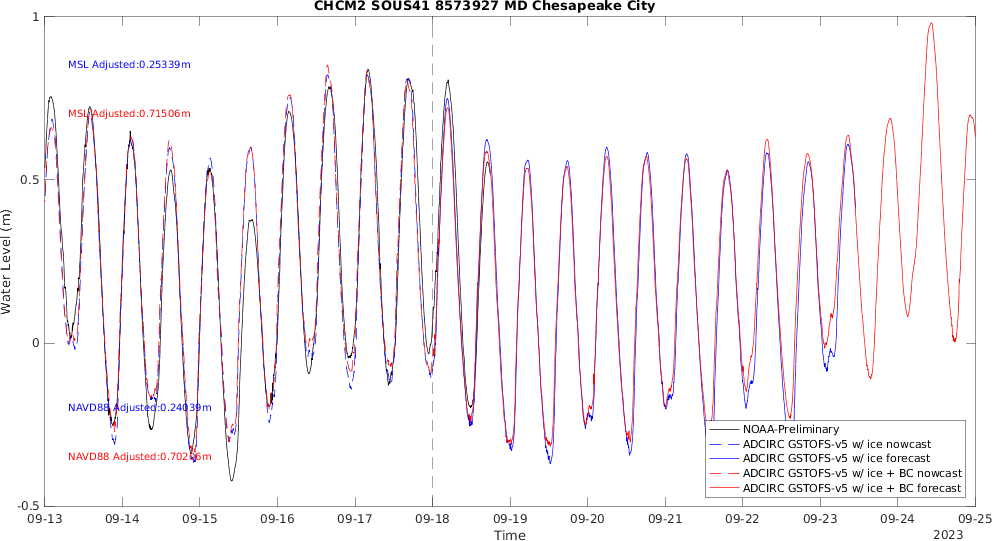 CHCM2 SOUS41 8573927 MD Chesapeake City
1
MSL Adjusted:0.25339m
MSL Adjusted:0.71506m
0.5
Water Level (m)
0
NAVD88 Adjusted:0.24039m
NOAA-Preliminary
ADCIRC GSTOFS-v5 w/ ice nowcast
NAVD88 Adjusted:0.70206m
ADCIRC GSTOFS-v5 w/ ice forecast
ADCIRC GSTOFS-v5 w/ ice + BC nowcast
ADCIRC GSTOFS-v5 w/ ice + BC forecast
-0.5
09-13 09-14 09-15 09-16 09-17 09-18 09-19 09-20 09-21 09-22 09-23 09-24 09-25
Time
2023